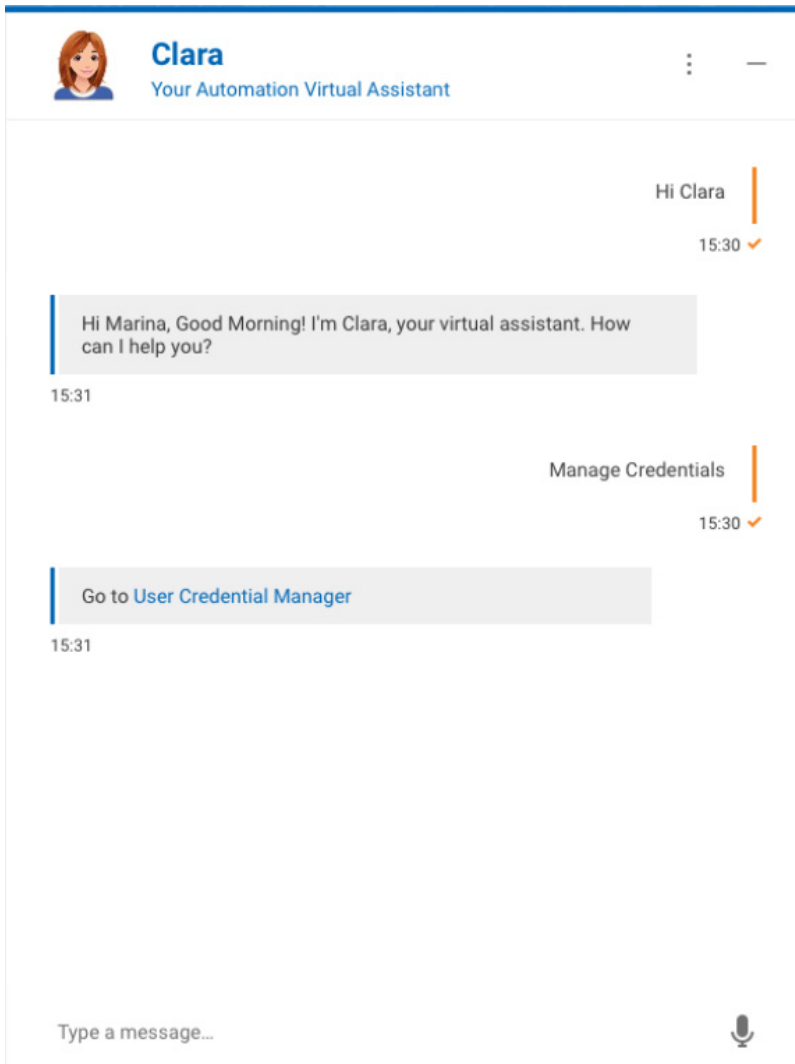 Clara
Your Automation Virtual Assistant
Hi Clara
15:30
Hi Marina, Good Morning! I'm Clara, your virtual assistant. How
can I help you?
15:31
Manage Credentials
15:30
Go to User Credential Manager
15:31
Type a message...